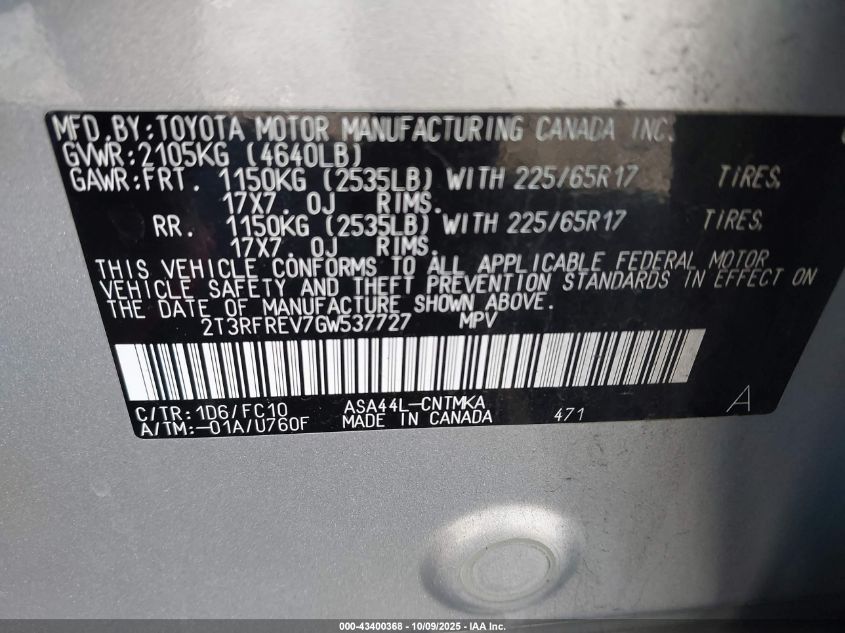 MFD.BY:TOYOTA MOTOR MANUFACTURING CANADA INC.
GVWR:2105KG (4640LB)
GAWR:FRT. 1150KG (2535LB) WITH 225/65R17 TIRES,
17X7.0J RIMS.
RR. 1150KG (2535LB) WITH 225/65R17 TIRES,
17X7.0J RIMS.
THIS VEHICLE CONFORMS TO ALL APPLICABLE FEDERAL MOTOR
VEHICLE SAFETY AND THEFT PREVENTION STANDARDS IN EFFECT ON
THE DATE OF MANUFACTURE SHOWN ABOVE.
2T3RFREV7GW537727 MPV
C/TR:1D6/FC10 ASA44L-CNTMKA
A/TM:-01A/U760F MADE IN CANADA 471 A
000-43400368 | 10/09/2025 | IAA Inc.